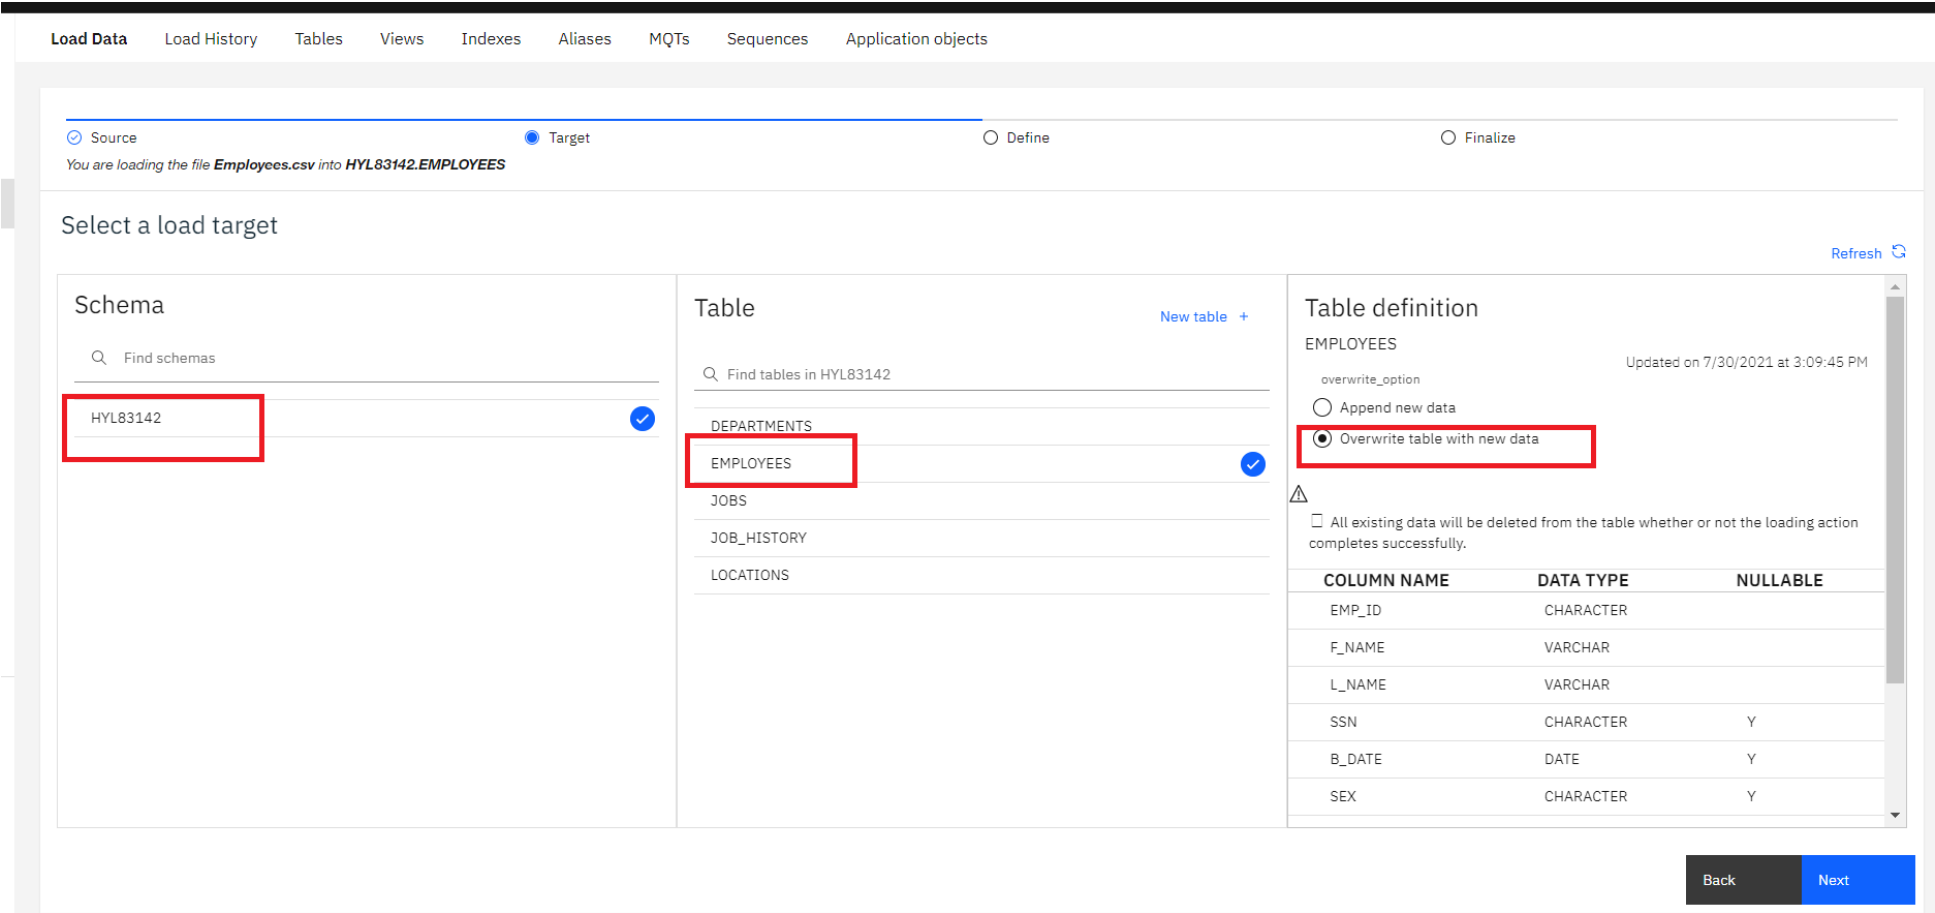 Load Data Load History Tables Views Indexes Aliases MQTs Sequences Application objects
Source Target Define Finalize
You are loading the file Employees.csv into HYL83142.EMPLOYEES
Select a load target
Refresh
Schema
Find schemas
HYL83142
Table
New table +
Find tables in HYL83142
DEPARTMENTS
EMPLOYEES
JOBS
JOB_HISTORY
LOCATIONS
Table definition
EMPLOYEES
Updated on 7/30/2021 at 3:09:45 PM
overwrite_option
Append new data
Overwrite table with new data
All existing data will be deleted from the table whether or not the loading action
completes successfully.
COLUMN NAME DATA TYPE NULLABLE
EMP_ID CHARACTER
F_NAME VARCHAR
L_NAME VARCHAR
SSN CHARACTER Y
B_DATE DATE Y
SEX CHARACTER Y
Back Next